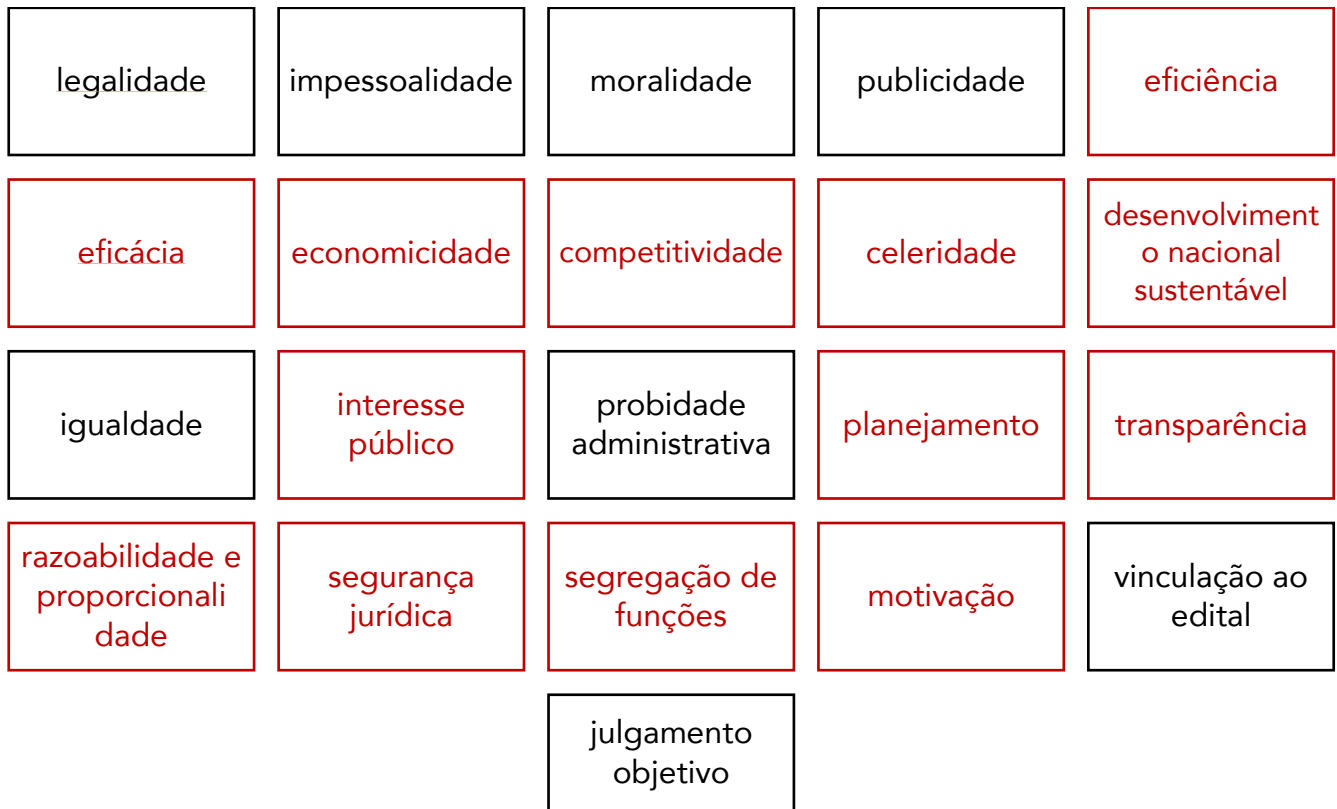 legalidade
impessoalidade
moralidade
publicidade
eficiência
eficácia
economicidade
competitividade
celeridade
desenvolviment
o nacional
sustentável
igualdade
interesse
público
probidade
administrativa
planejamento
transparência
razoabilidade e
proporcionali
dade
segurança
jurídica
segregação de
funções
motivação
vinculação ao
edital
julgamento
objetivo